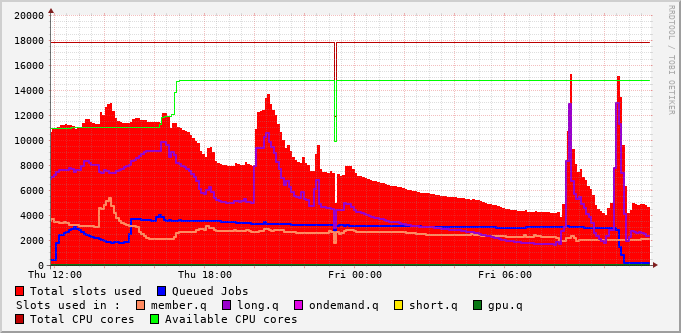 20000
18000
16000
14000
12000
10000
8000
6000
4000
2000
0
Thu 12:00 Thu 18:00 Fri 00:00 Fri 06:00
RRDTOOL / TOBI OETIKER
Total slots used Queued Jobs
Slots used in : member.q long.q ondemand.q short.q gpu.q
Total CPU cores Available CPU cores